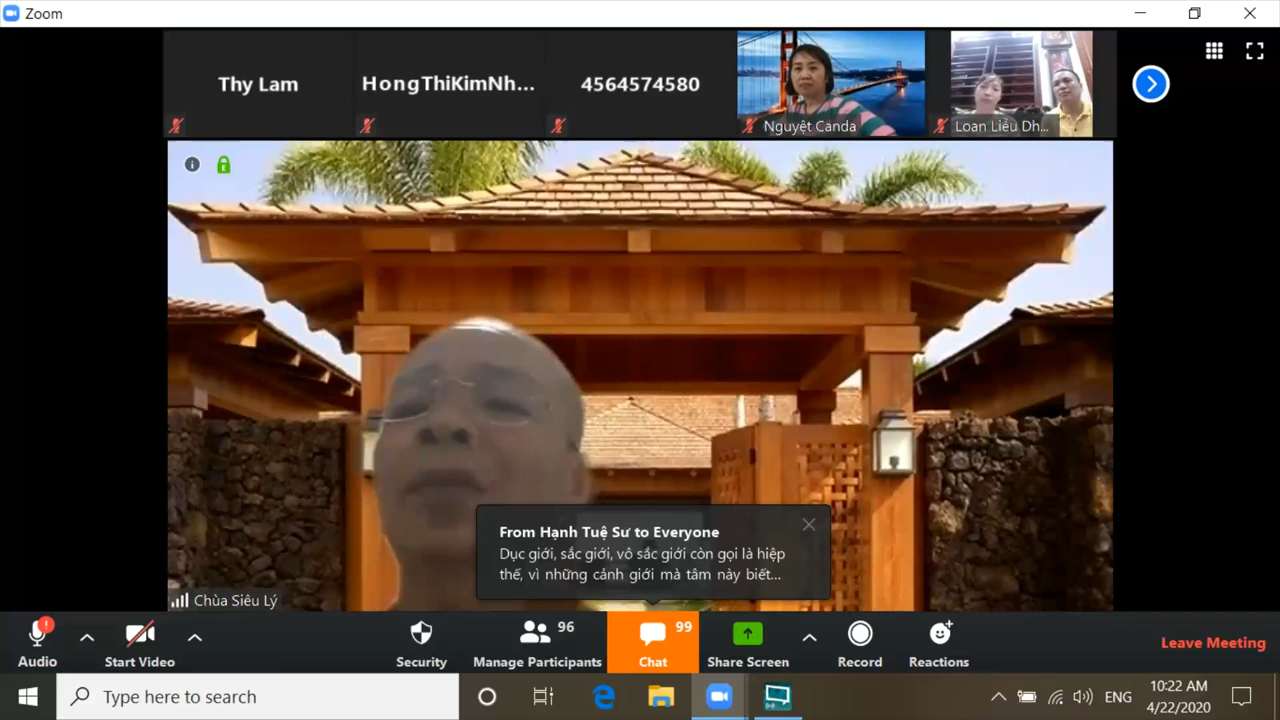 Zoom
Thy Lam
HongThiKimNh...
4564574580
Nguyệt Canda
Loan Liễu Dh...
From Hạnh Tuệ Sư to Everyone
Dục giới, sắc giới, vô sắc giới còn gọi là hiệp
thế, vì những cảnh giới mà tâm này biết...
Chùa Siêu Lý
96
99
Audio
Start Video
Security
Manage Participants
Chat
Share Screen
Record
Reactions
Leave Meeting
Type here to search
ENG
10:22 AM
4/22/2020